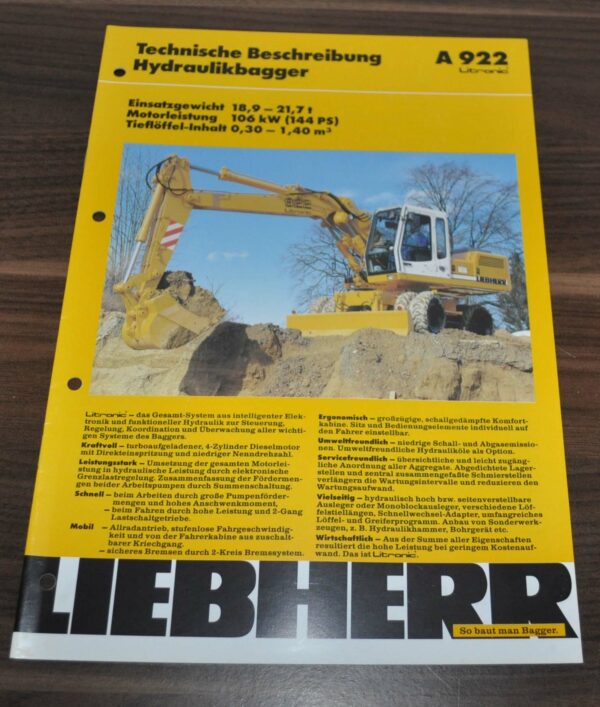 Technische Beschreibung
Hydraulikbagger
A 922
Litronic
Einsatzgewicht 18,9 – 21,7 t
Motorleistung 106 kW (144 PS)
Tieflöffel-Inhalt 0,30 – 1,40 m³
922
Litronic
LIEBHERR
Litronic – das Gesamt-System aus intelligenter Elek-
tronik und funktioneller Hydraulik zur Steuerung,
Regelung, Koordination und Überwachung aller wichti-
gen Systeme des Baggers.
Kraftvoll – turboaufgeladener, 4-Zylinder Dieselmotor
mit Direkteinspritzung und niedriger Nenndrehzahl.
Leistungsstark – Umsetzung der gesamten Motorlei-
stung in hydraulische Leistung durch elektronische
Grenzlastregelung. Zusammenfassung der Fördermen-
gen beider Arbeitspumpen durch Summenschaltung.
Schnell – beim Arbeiten durch große Pumpenförder-
mengen und hohes Anschwenkmoment,
– beim Fahren durch hohe Leistung und 2-Gang
Lastschaltgetriebe.
Mobil – Allradantrieb, stufenlose Fahrgeschwindig-
keit und von der Fahrerkabine aus zuschalt-
barer Kriechgang.
– sicheres Bremsen durch 2-Kreis Bremssystem.
Ergonomisch – großzügige, schallgedämpfte Komfort-
kabine. Sitz und Bedienungselemente individuell auf
den Fahrer einstellbar.
Umweltfreundlich – niedrige Schall- und Abgasemissio-
nen. Umweltfreundliche Hydrauliköle als Option.
Servicefreundlich – übersichtliche und leicht zugäng-
liche Anordnung aller Aggregate. Abgedichtete Lager-
stellen und zentral zusammengefaßte Schmierstellen
verlängern die Wartungsintervalle und reduzieren den
Wartungsaufwand.
Vielseitig – hydraulisch hoch bzw. seitenverstellbare
Ausleger oder Monoblockausleger, verschiedene Löf-
felstiellängen, Schnellwechsel-Adapter, umfangreiches
Löffel- und Greiferprogramm. Anbau von Sonderwerk-
zeugen, z. B. Hydraulikhammer, Bohrgerät etc.
Wirtschaftlich – Aus der Summe aller Eigenschaften
resultiert die hohe Leistung bei geringem Kostenauf-
wand. Das ist Litronic.
LIEBHERR
So baut man Bagger.